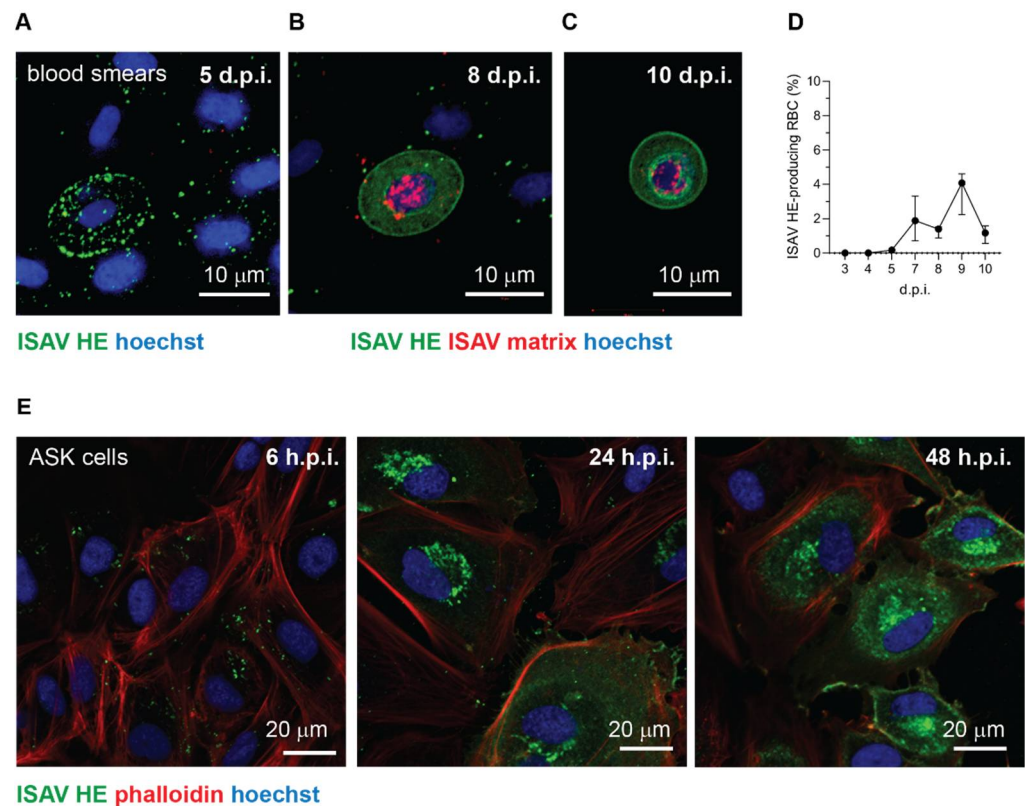 A
B
C
D
blood smears
5 d.p.i.
8 d.p.i.
10 d.p.i.
10 μm
10 μm
10 μm
ISAV HE-producing RBC (%)
10
8
6
4
2
0
3 4 5 7 8 9 10
d.p.i.
ISAV HE hoechst
ISAV HE ISAV matrix hoechst
E
ASK cells
6 h.p.i.
24 h.p.i.
48 h.p.i.
20 μm
20 μm
20 μm
ISAV HE phalloidin hoechst